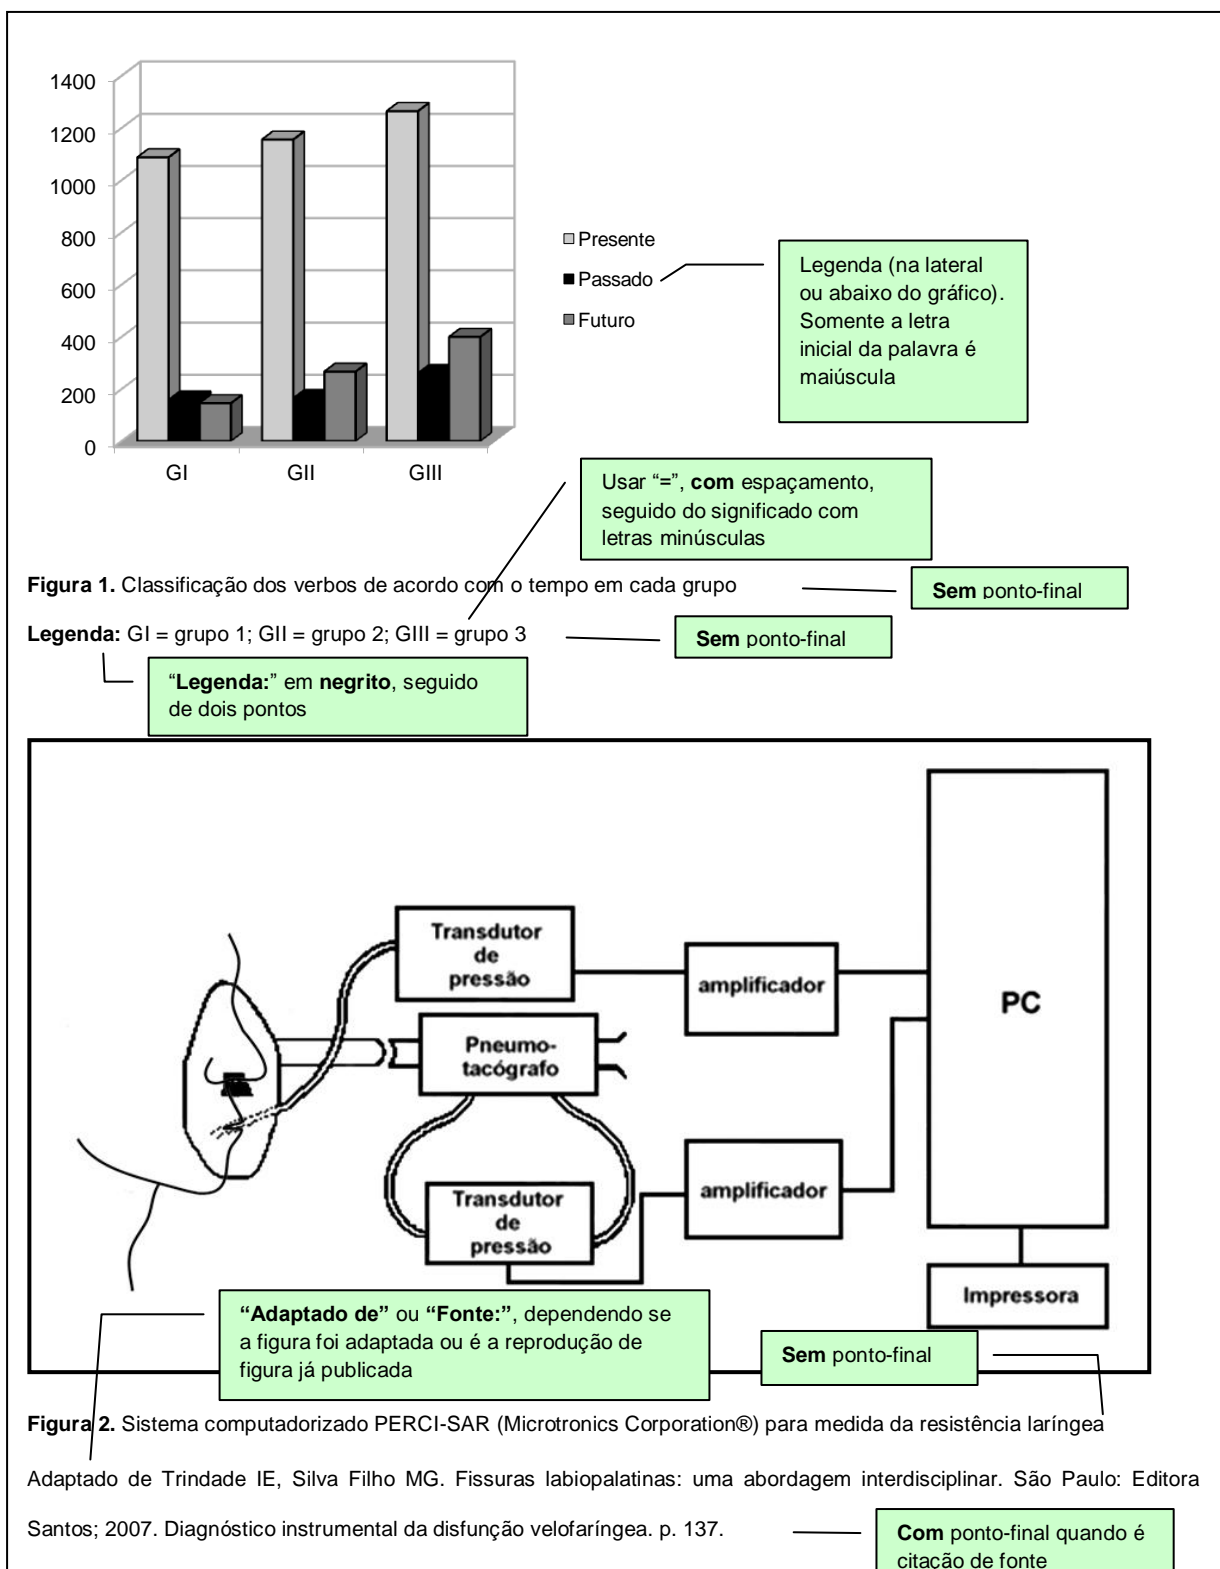 1400
1200
1000
800
600
400
200
0
GI
GII
GIII
Presente
Passado
Futuro
Legenda (na lateral
ou abaixo do gráfico).
Somente a letra
inicial da palavra é
maiúscula
Usar “=”, com espaçamento,
seguido do significado com
letras minúsculas
Figura 1. Classificação dos verbos de acordo com o tempo em cada grupo
Sem ponto-final
Legenda: GI = grupo 1; GII = grupo 2; GIII = grupo 3
Sem ponto-final
“Legenda:” em negrito, seguido
de dois pontos
Transdutor
de
pressão
amplificador
PC
Pneumo-
tacógrafo
Transdutor
de
pressão
amplificador
Impressora
“Adaptado de” ou “Fonte:”, dependendo se
a figura foi adaptada ou é a reprodução de
figura já publicada
Sem ponto-final
Figura 2. Sistema computadorizado PERCI-SAR (Microtronics Corporation®) para medida da resistência laríngea
Adaptado de Trindade IE, Silva Filho MG. Fissuras labiopalatinas: uma abordagem interdisciplinar. São Paulo: Editora
Santos; 2007. Diagnóstico instrumental da disfunção velofaríngea. p. 137.
Com ponto-final quando é
citação de fonte